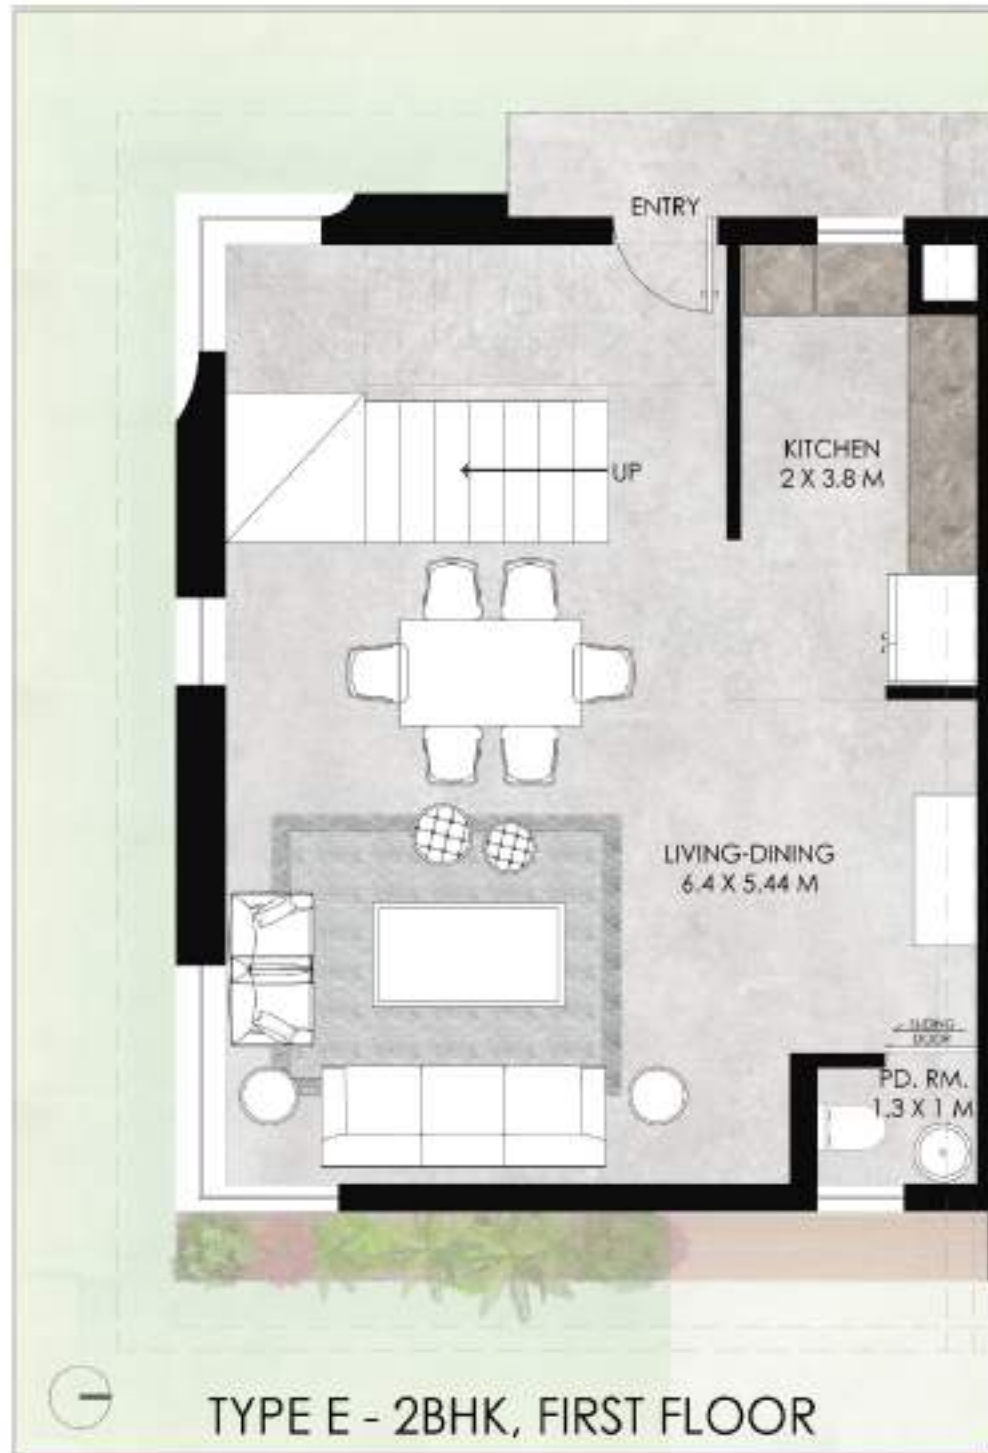 ENTRY
KITCHEN
2 X 3.8 M
UP
LIVING-DINING
6.4 X 5.44 M
SLIDING
DOOR
PD. RM.
1.3 X 1 M
TYPE E - 2BHK, FIRST FLOOR